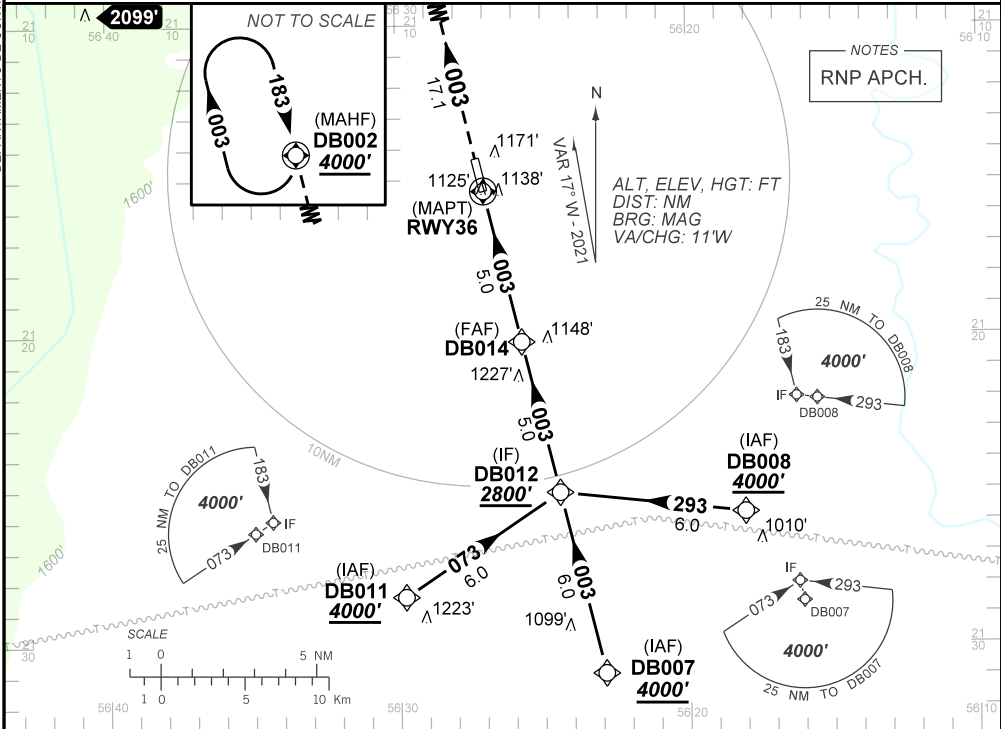 2099'
21
10
56 40
21
10
56 30
21
10
56 20
56 10
21
10
NOT TO SCALE
183
003
(MAHF)
DB002
4000'
NOTES
RNP APCH.
003
17.1
N
VAR 17° W - 2021
ALT, ELEV, HGT: FT
DIST: NM
BRG: MAG
VA/CHG: 11'W
1171'
1125'
1138'
(MAPT)
RWY36
1600'
003
5.0
(FAF)
DB014
1148'
1227'
21
20
21
20
25 NM TO DB008
183
4000'
IF
DB008
293
003
5.0
10NM
(IF)
DB012
2800'
(IAF)
DB008
4000'
293
6.0
1010'
25 NM TO DB011
183
4000'
IF
DB011
073
1600'
073
6.0
(IAF)
DB011
4000'
1223'
003
6.0
1099'
(IAF)
DB007
4000'
IF
293
073
DB007
4000'
25 NM TO DB007
21
30
21
30
SCALE
1 0 5 NM
1 0 5 10 Km
56 40
56 30
56 20
56 10